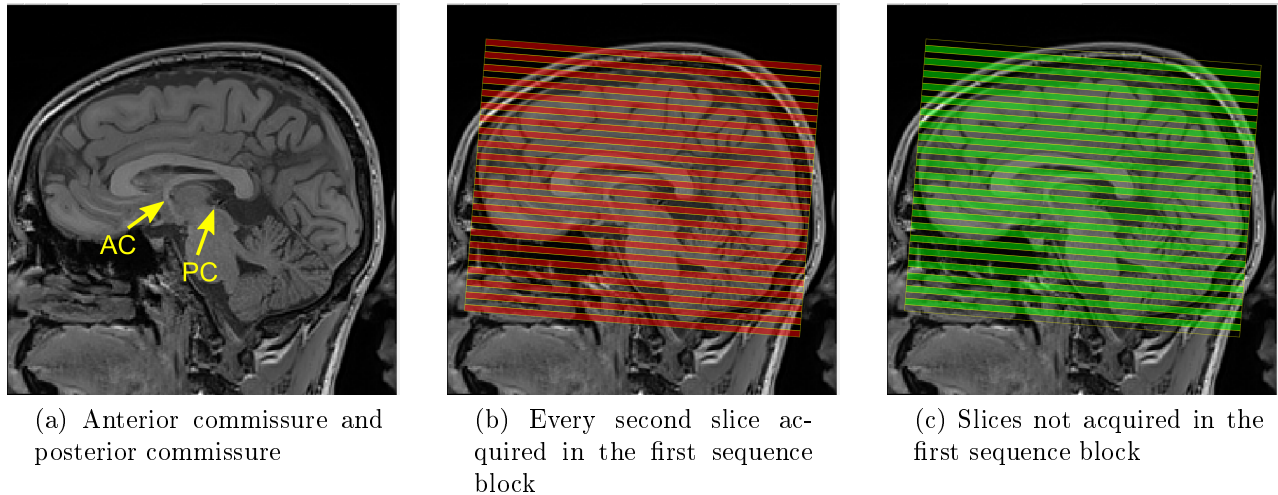 AC
PC
(a) Anterior commissure and
posterior commissure
(b) Every second slice ac-
quired in the first sequence
block
(c) Slices not acquired in the
first sequence block